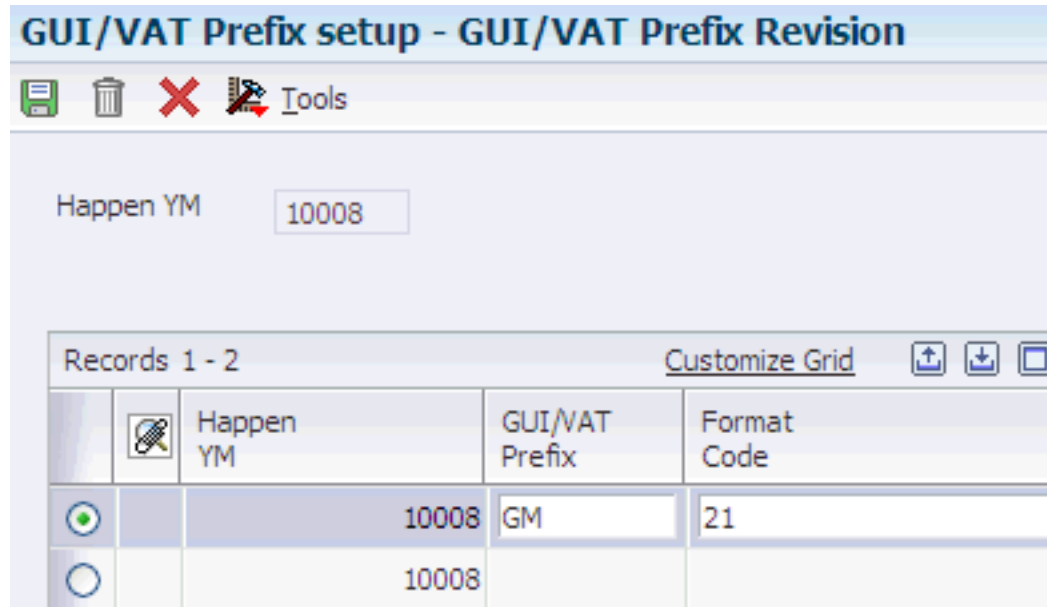 GUI/VAT Prefix setup - GUI/VAT Prefix Revision
Tools
Happen YM 10008
Records 1 - 2 Customize Grid
Happen YM GUI/VAT Prefix Format Code
10008 GM 21
10008